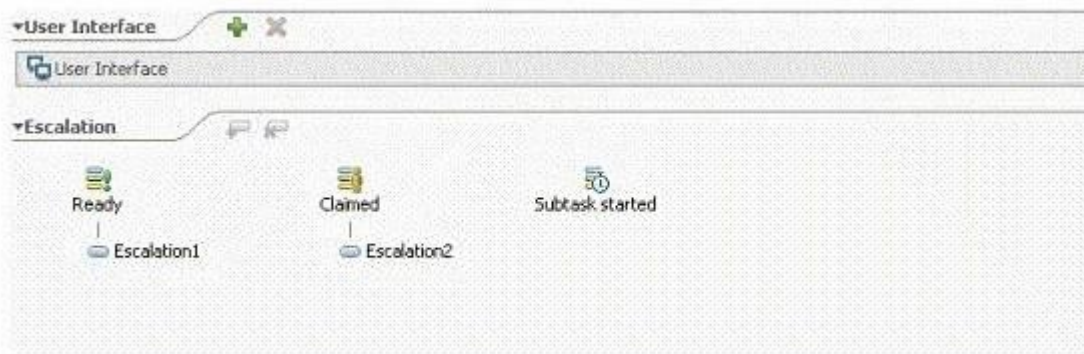 User Interface
User Interface
Escalation
Ready Claimed Subtask started
Escalation1 Escalation2